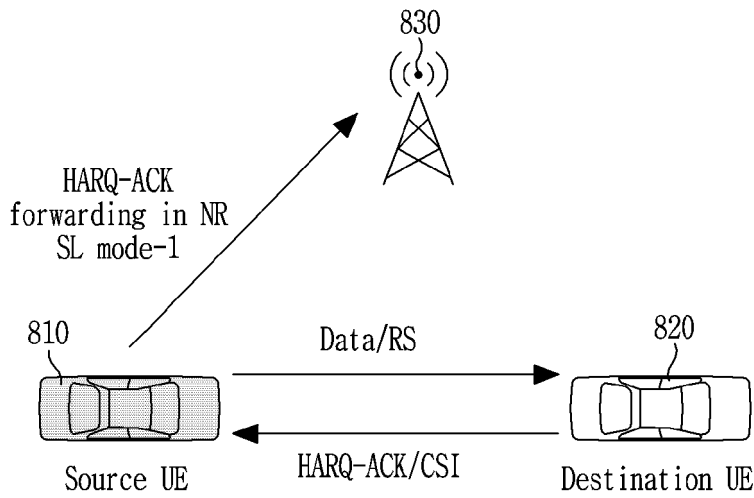 830
HARQ-ACK
forwarding in NR
SL mode-1
810
Data/RS
820
HARQ-ACK/CSI
Source UE
Destination UE